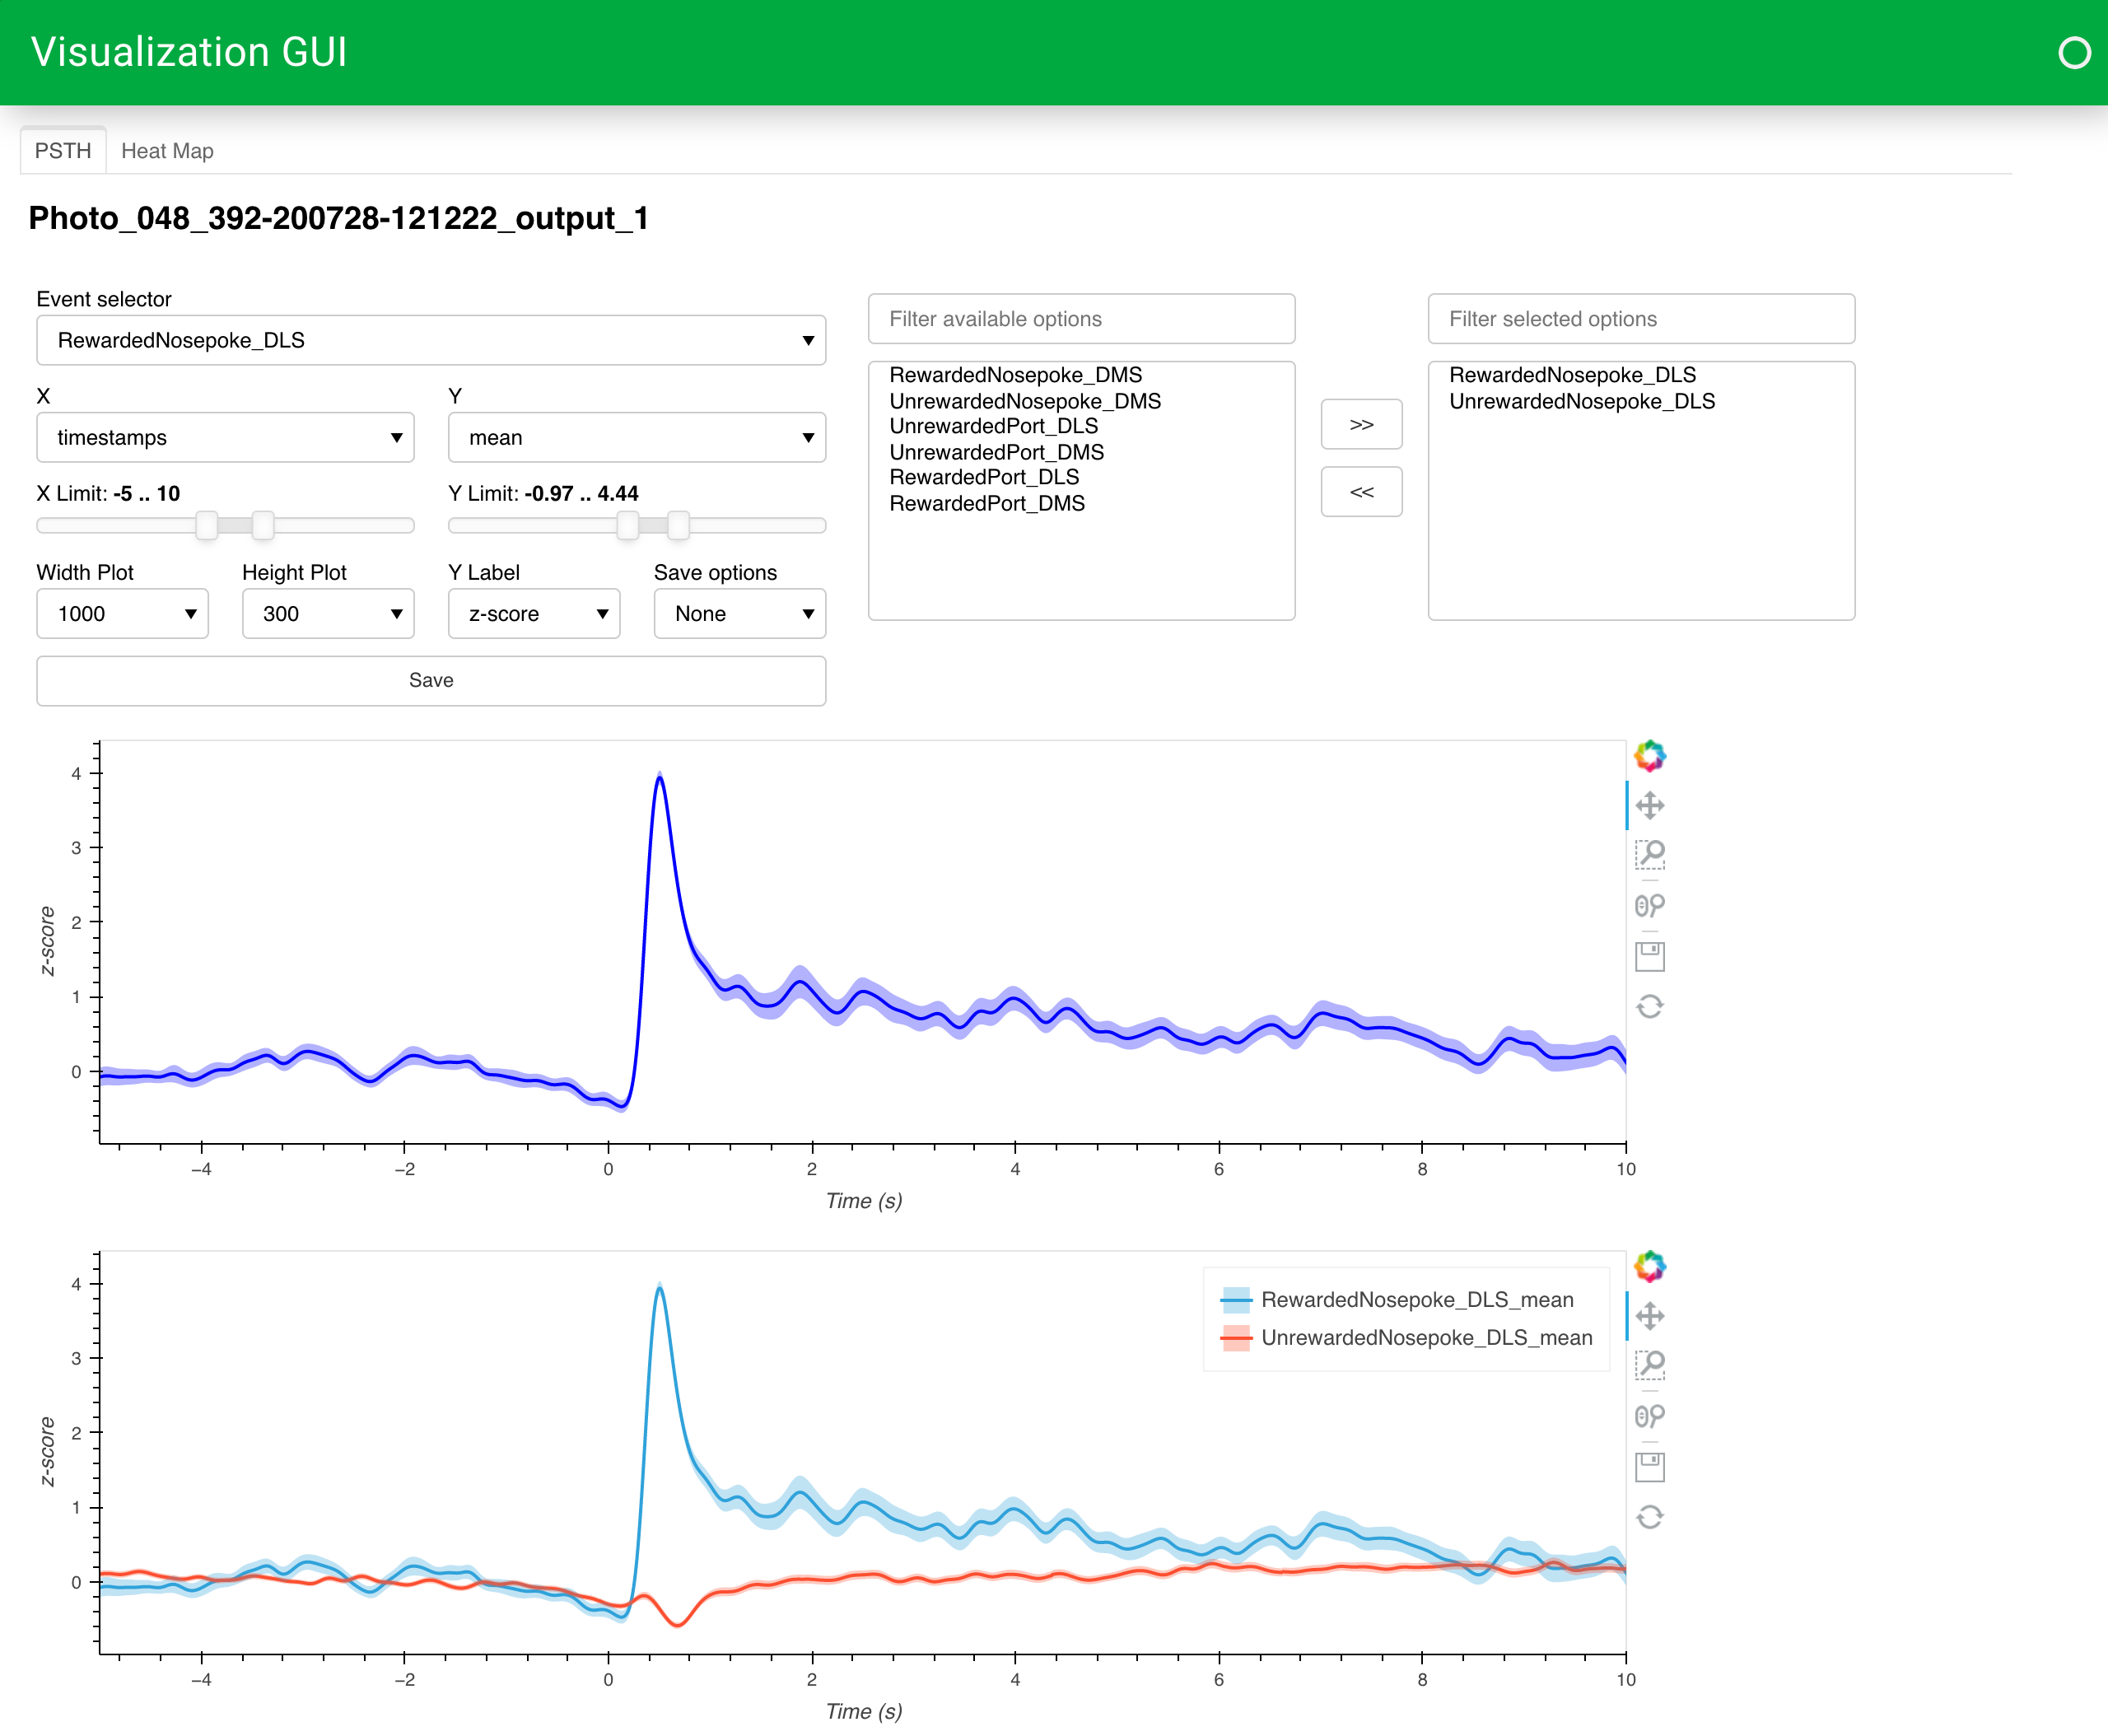 Visualization GUI
PSTH Heat Map
Photo_048_392-200728-121222_output_1
Event selector
RewardedNosepoke_DLS
X Y
timestamps mean
X Limit: -5 .. 10 Y Limit: -0.97 .. 4.44
Width Plot Height Plot Y Label Save options
1000 300 z-score None
Save
Filter available options
RewardedNosepoke_DMS
UnrewardedNosepoke_DMS
UnrewardedPort_DLS
UnrewardedPort_DMS
RewardedPort_DLS
RewardedPort_DMS
>>
<<
Filter selected options
RewardedNosepoke_DLS
UnrewardedNosepoke_DLS
4
3
2
1
0
z-score
−4 −2 0 2 4 6 8 10
Time (s)
4
3
2
1
0
z-score
RewardedNosepoke_DLS_mean
UnrewardedNosepoke_DLS_mean
−4 −2 0 2 4 6 8 10
Time (s)